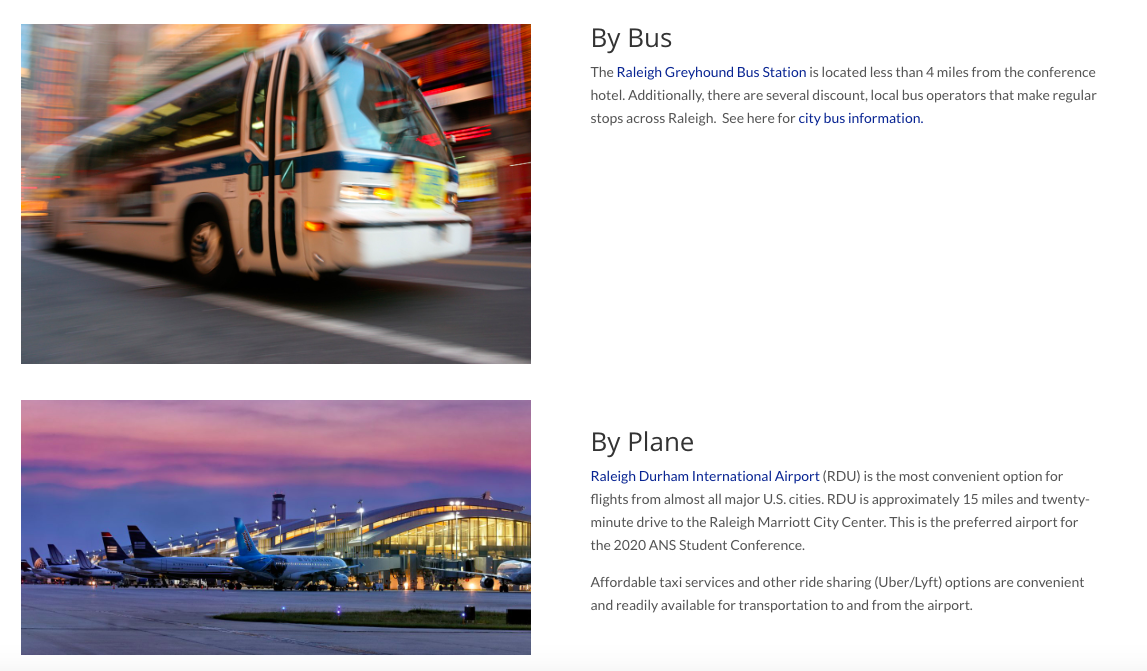 By Bus
The Raleigh Greyhound Bus Station is located less than 4 miles from the conference
hotel. Additionally, there are several discount, local bus operators that make regular
stops across Raleigh.  See here for city bus information.
By Plane
Raleigh Durham International Airport (RDU) is the most convenient option for
flights from almost all major U.S. cities. RDU is approximately 15 miles and twenty-
minute drive to the Raleigh Marriott City Center. This is the preferred airport for
the 2020 ANS Student Conference.
Affordable taxi services and other ride sharing (Uber/Lyft) options are convenient
and readily available for transportation to and from the airport.